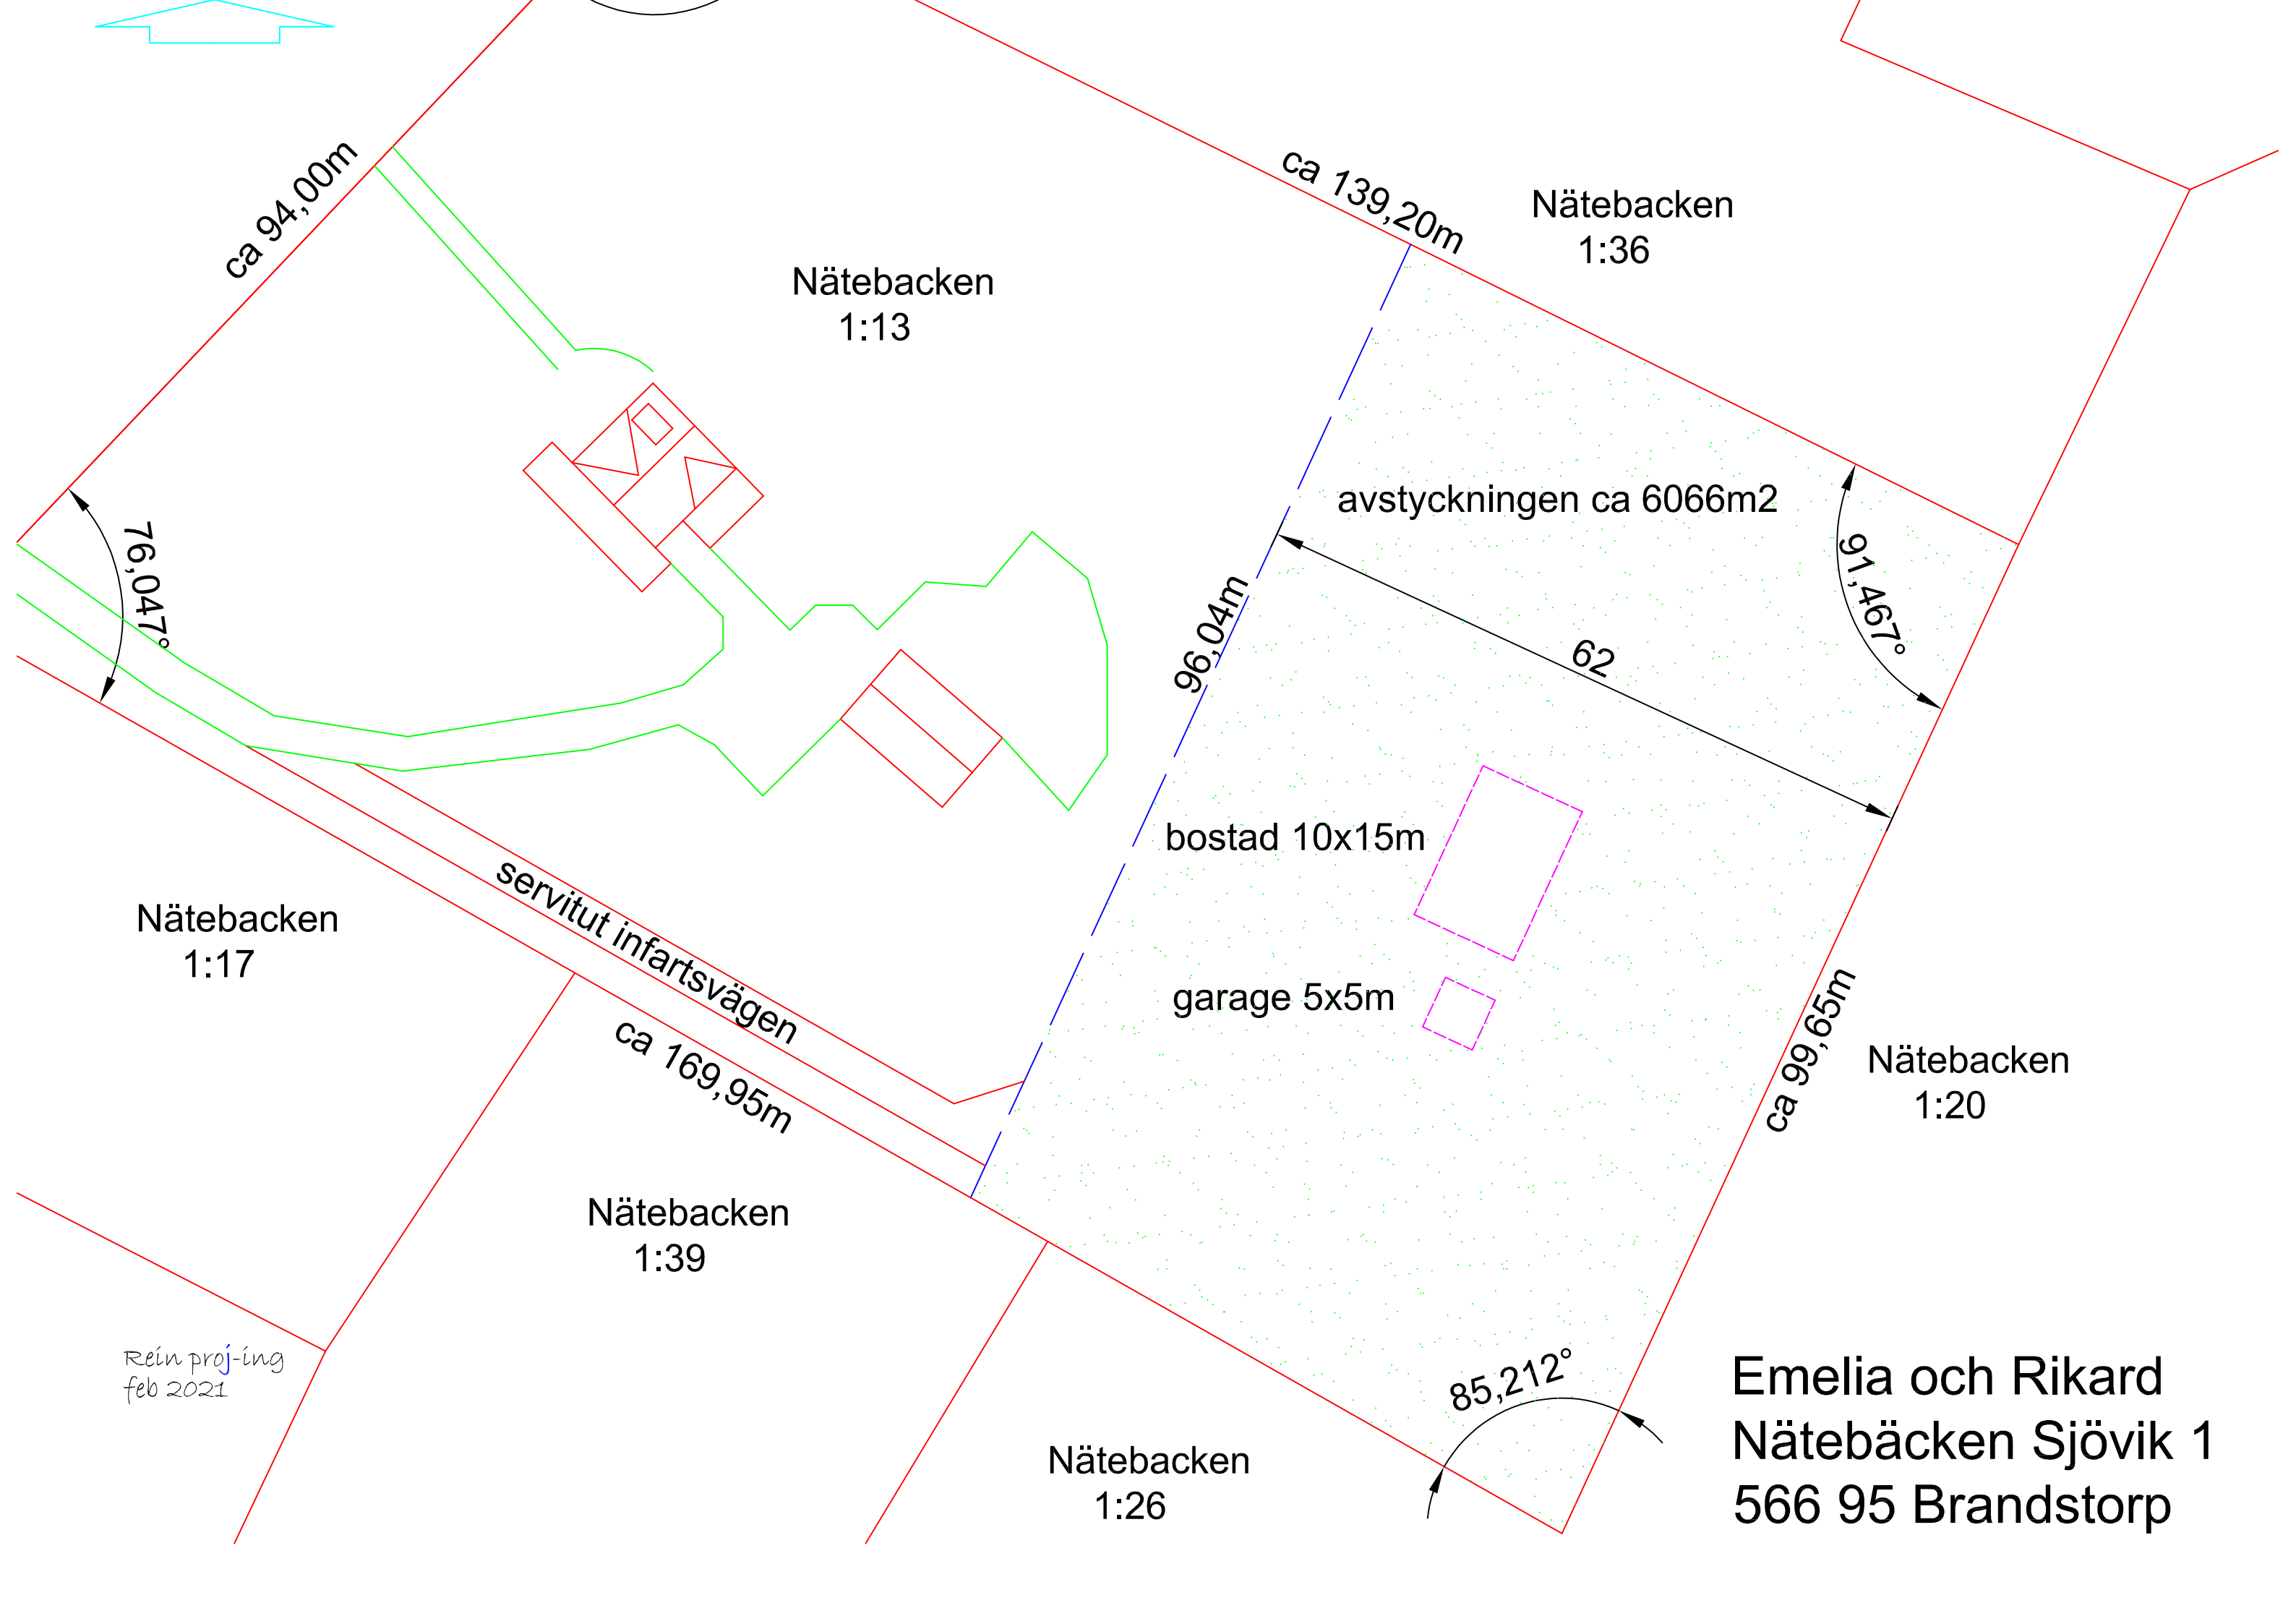 ca 94,00m
ca 139,20m
Nätebacken
1:36
Nätebacken
1:13
76,047°
avstyckningen ca 6066m2
91,467°
96,04m
62
bostad 10x15m
servitut infartsvägen
Nätebacken
1:17
garage 5x5m
ca 169,95m
ca 99,65m
Nätebacken
1:20
Nätebacken
1:39
Rein proj-ing
feb 2021
85,212°
Nätebacken
1:26
Emelia och Rikard
Nätebäcken Sjövik 1
566 95 Brandstorp